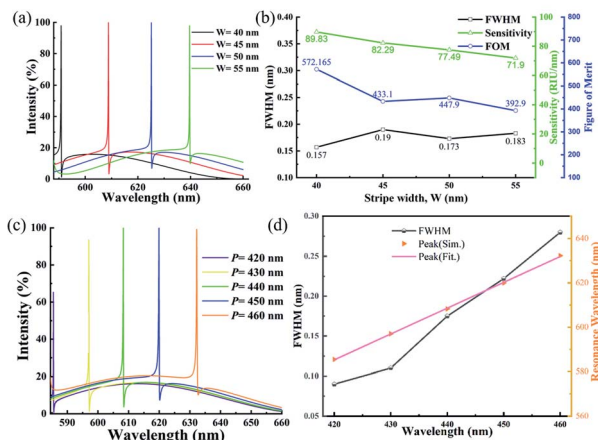 (a)
W= 40 nm
W= 45 nm
W= 50 nm
W= 55 nm
Intensity (%)
100
80
60
40
20
0
600 620 640 660
Wavelength (nm)
(b)
FWHM
Sensitivity
FOM
89.83
82.29
77.49
71.9
572.165
433.1
447.9
392.9
0.157
0.19
0.173
0.183
FWHM (nm)
0.40
0.35
0.30
0.25
0.20
0.15
0.10
40 45 50 55
Stripe width, W (nm)
100
80
60
40
20
0
Sensitivity (RIU/nm)
800
700
600
500
400
300
200
100
Figure of Merit
(c)
P= 420 nm
P= 430 nm
P= 440 nm
P= 450 nm
P= 460 nm
Intensity (%)
100
80
60
40
20
0
590 600 610 620 630 640 650 660
Wavelength (nm)
(d)
FWHM
Peak(Sim.)
Peak(Fit.)
FWHM (nm)
0.30
0.25
0.20
0.15
0.10
0.05
420 430 440 450 460
Wavelength (nm)
640
620
600
580
560
Resonance Wavelength(nm)